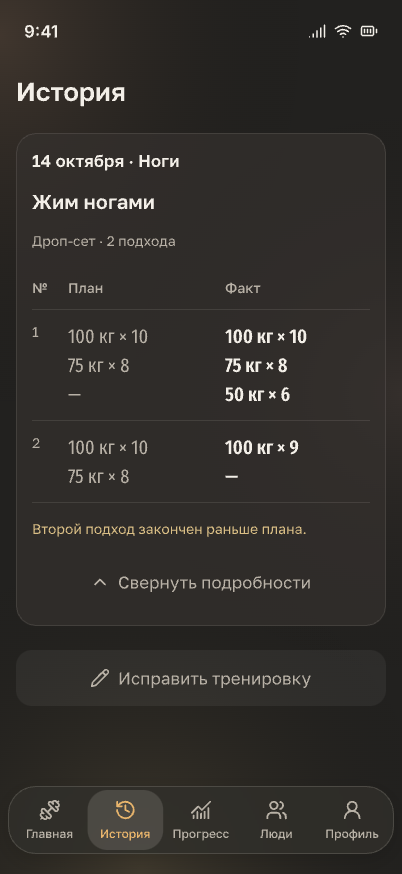 9:41
История
14 октября · Ноги
Жим ногами
Дроп-сет · 2 подхода
№ План Факт
1 100 кг × 10 100 кг × 10
75 кг × 8 75 кг × 8
— 50 кг × 6
2 100 кг × 10 100 кг × 9
75 кг × 8 —
Второй подход закончен раньше плана.
Свернуть подробности
Исправить тренировку
Главная История Прогресс Люди Профиль